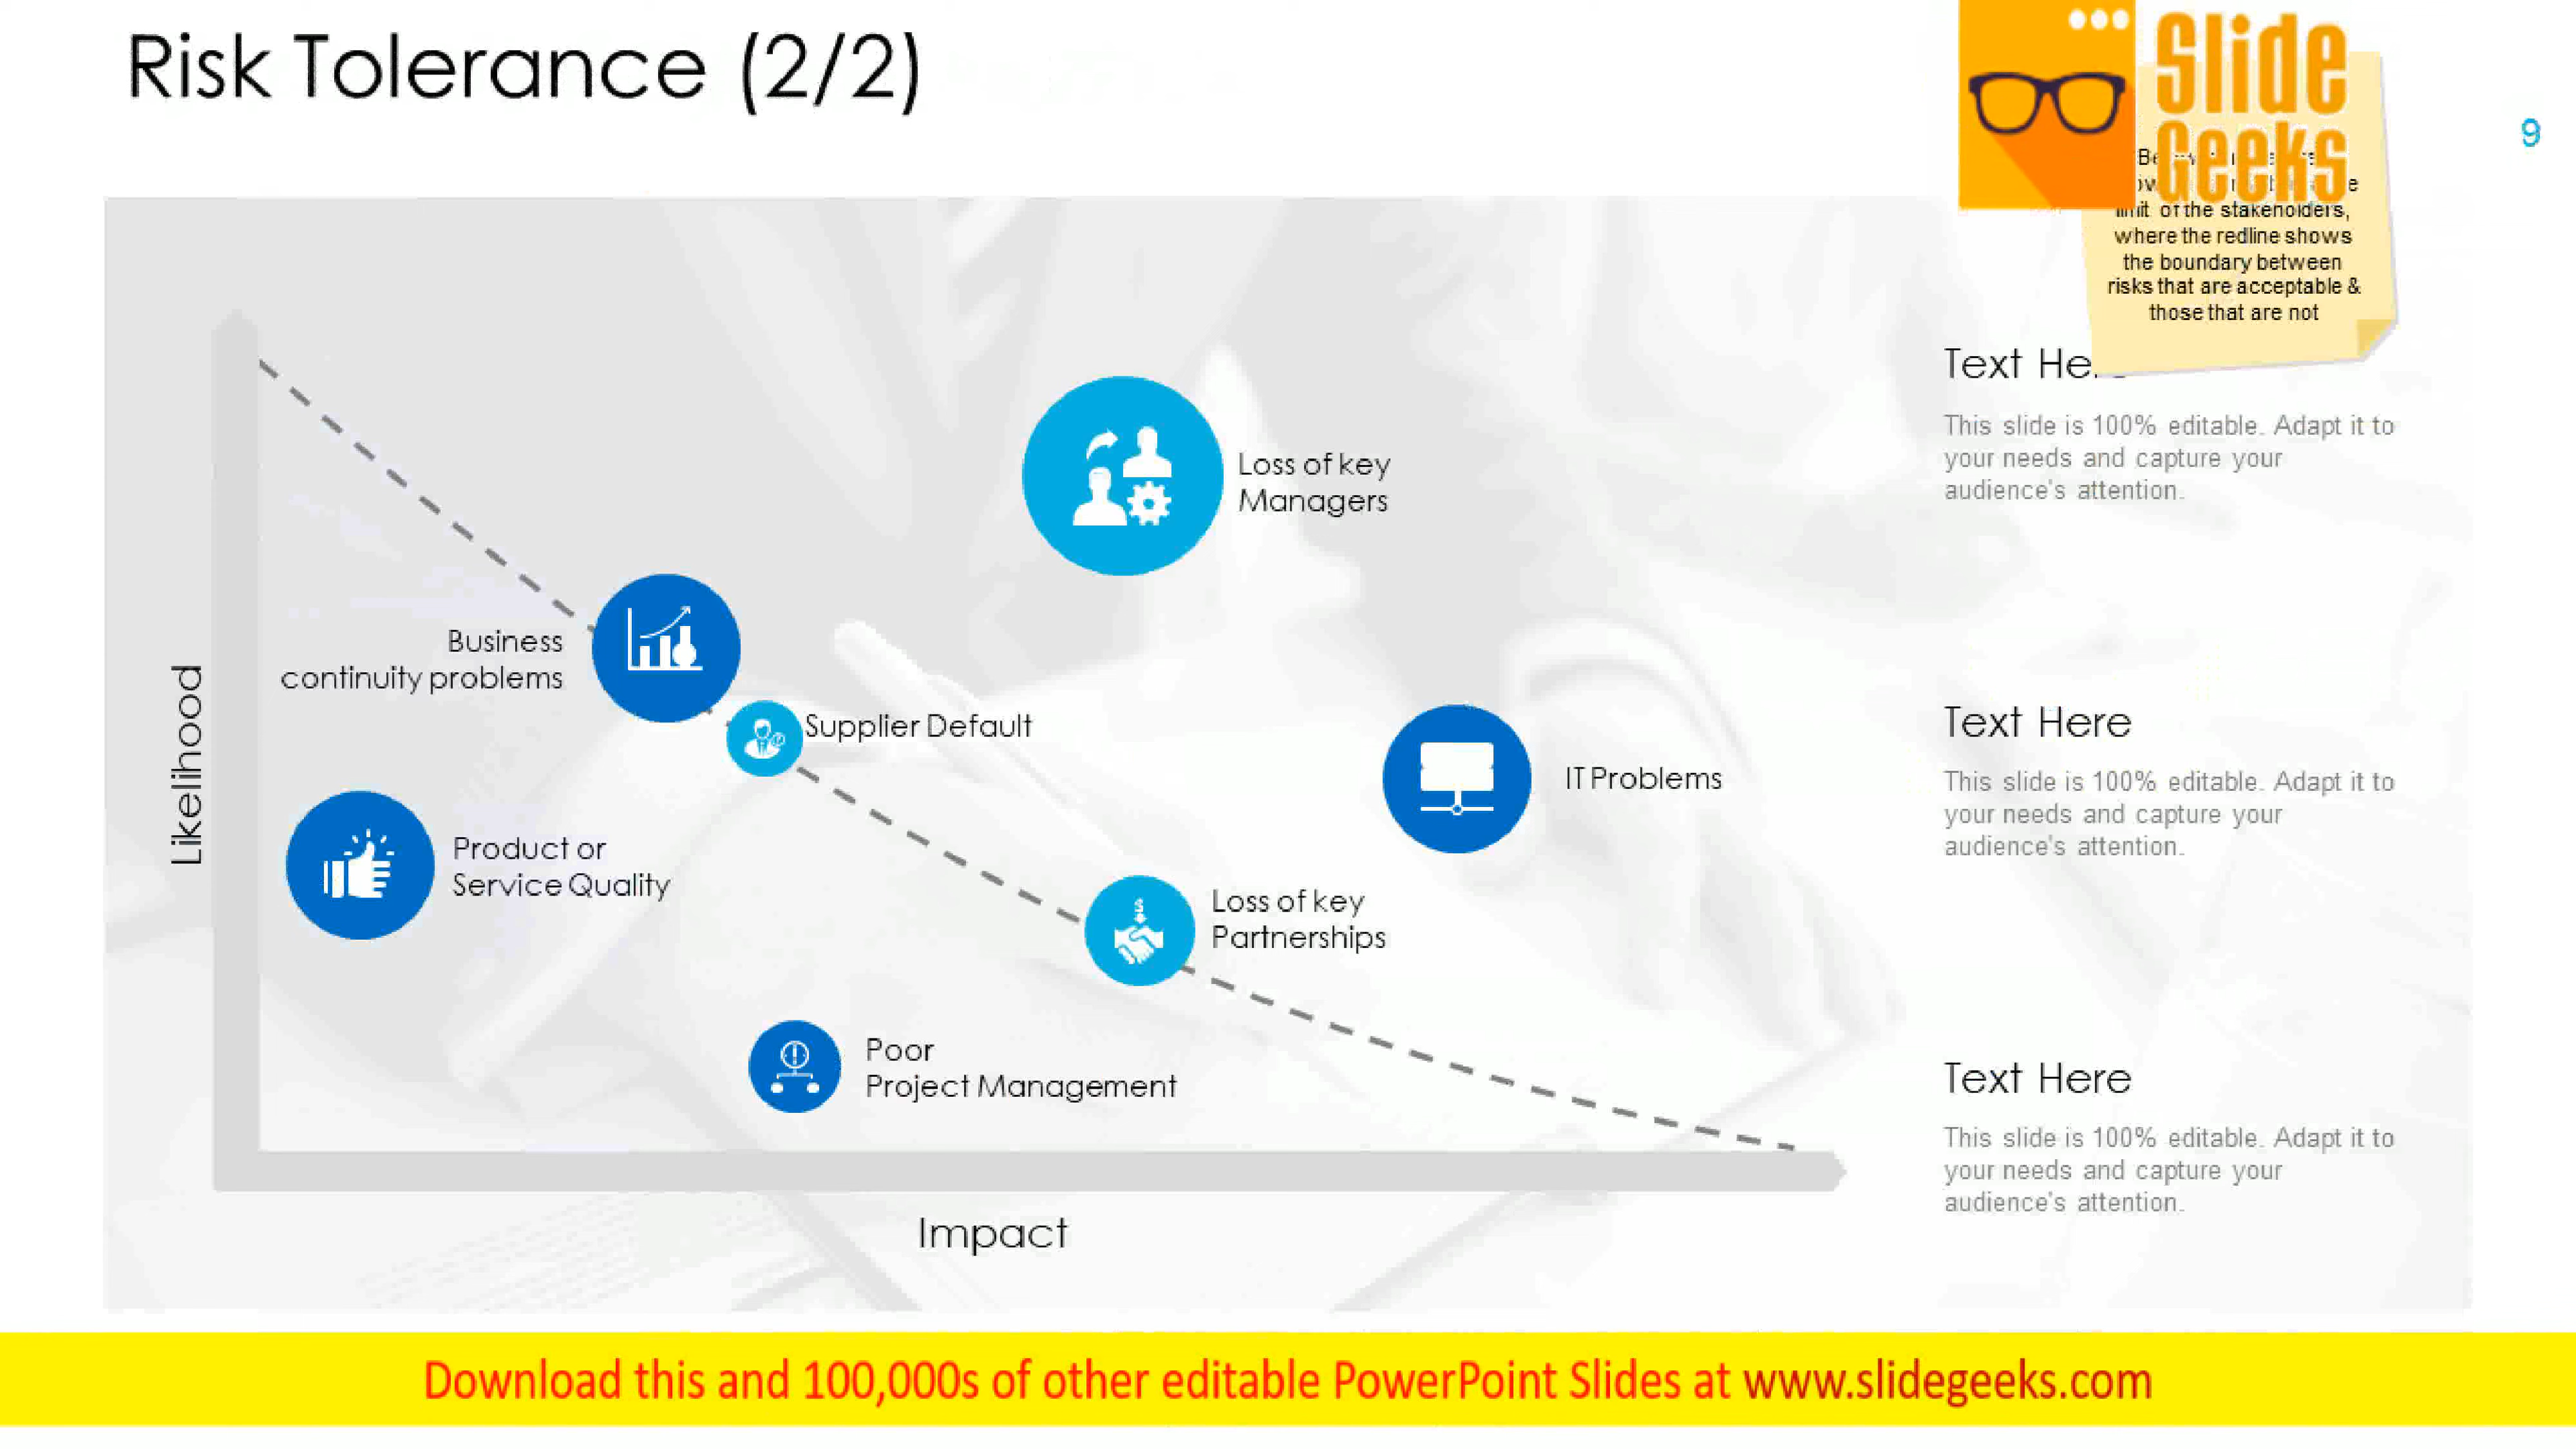 Risk Tolerance (2/2)
Slide
Geeks
9
limit of the stakeholders,
where the redline shows
the boundary between
risks that are acceptable &
those that are not
Text
This slide is 100% editable. Adapt it to
your needs and capture your
audience's attention.
Loss of key
Managers
Business
continuity problems
Supplier Default
Text Here
This slide is 100% editable. Adapt it to
your needs and capture your
audience's attention.
IT Problems
Likelihood
Product or
Service Quality
Loss of key
Partnerships
Poor
Project Management
Text Here
This slide is 100% editable. Adapt it to
your needs and capture your
audience's attention.
Impact
Download this and 100,000s of other editable PowerPoint Slides at www.slidegeeks.com